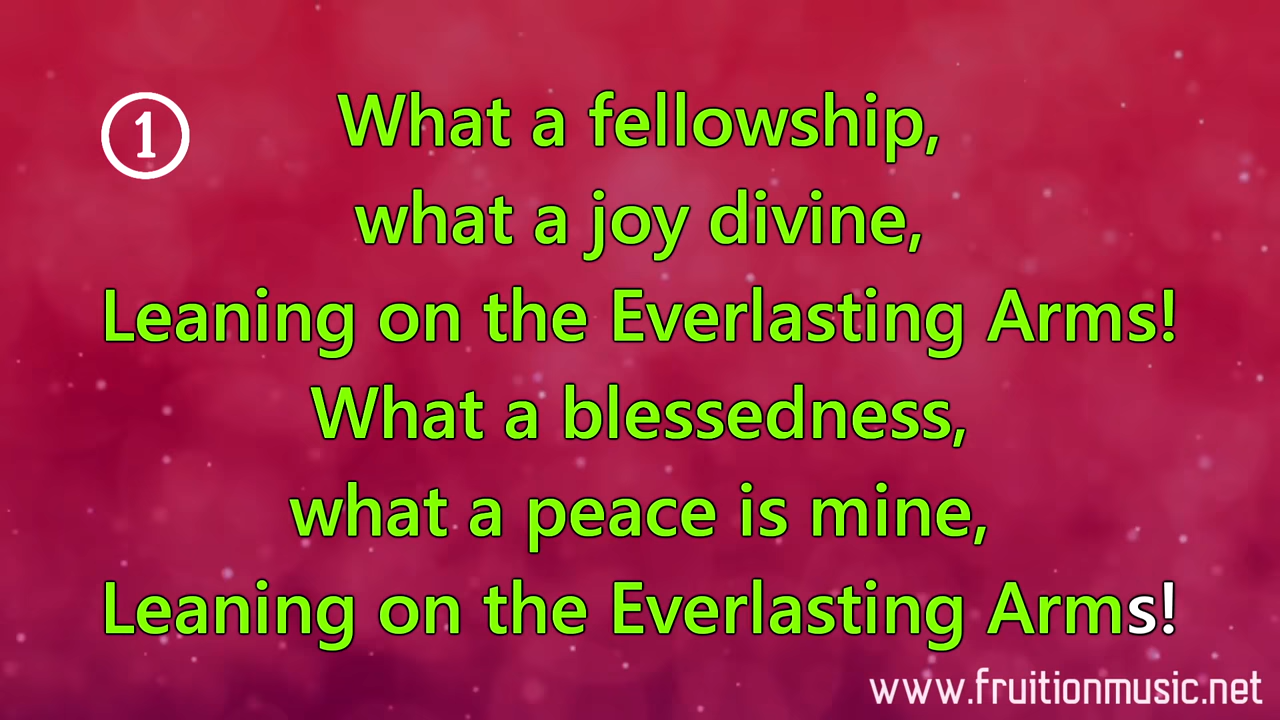 1
What a fellowship,
what a joy divine,
Leaning on the Everlasting Arms!
What a blessedness,
what a peace is mine,
Leaning on the Everlasting Arms!
www.fruitionmusic.net